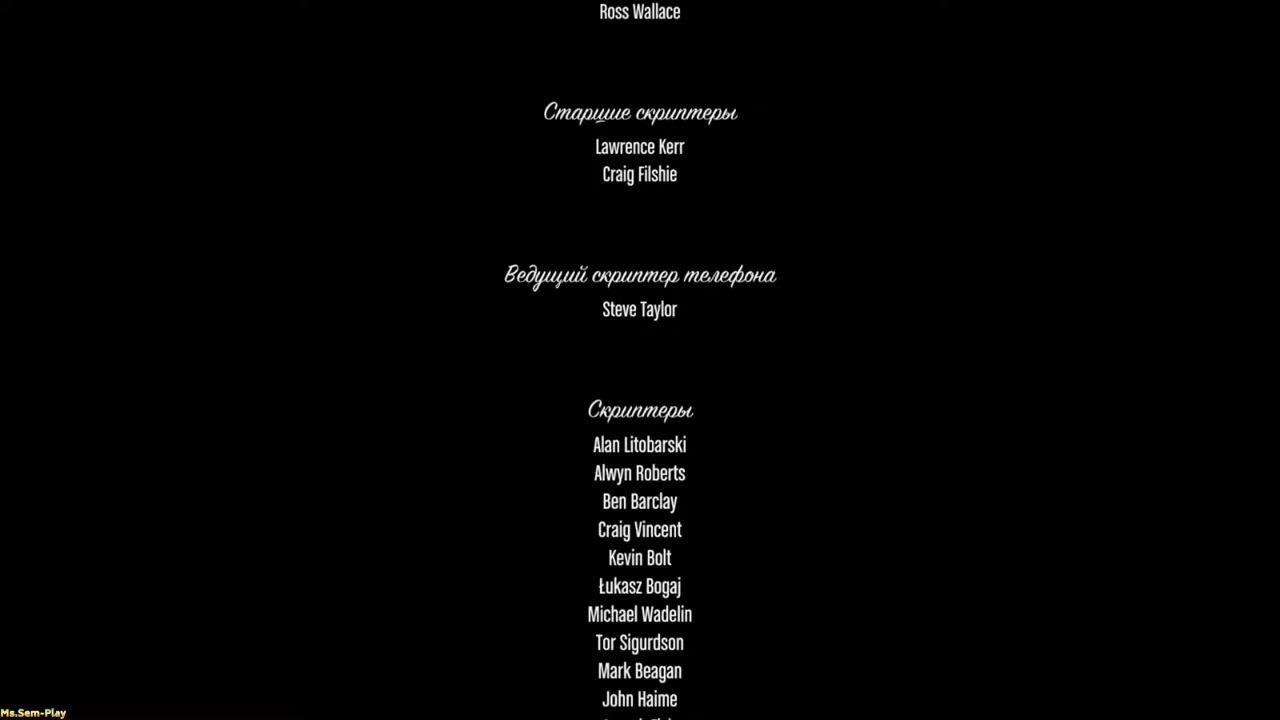 Ross Wallace
Старшие скриптеры
Lawrence Kerr
Craig Filshie
Ведущий скриптер телефона
Steve Taylor
Скриптеры
Alan Litobarski
Alwyn Roberts
Ben Barclay
Craig Vincent
Kevin Bolt
Łukasz Bogaj
Michael Wadelin
Tor Sigurdson
Mark Beagan
John Haime
Ms.Sem-Play